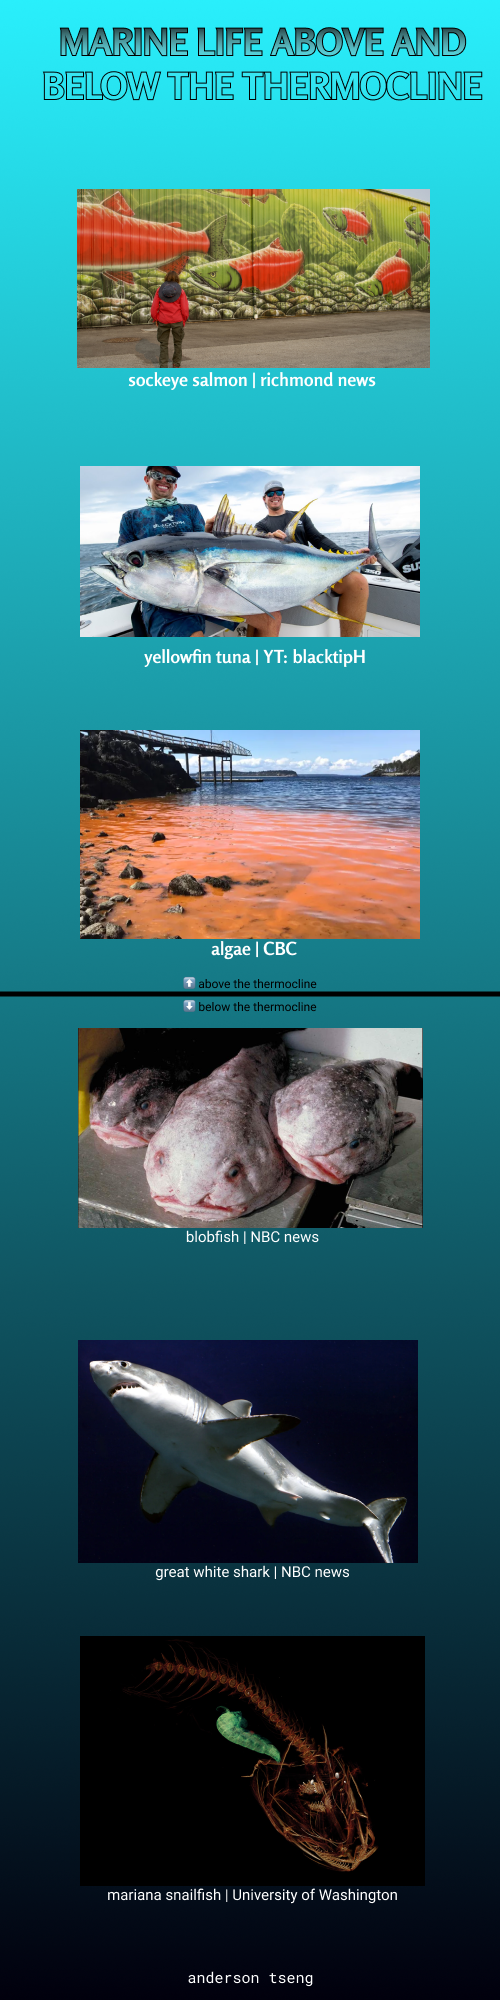 MARINE LIFE ABOVE AND
BELOW THE THERMOCLINE
sockeye salmon | richmond news
BLACKTIPH
yellowfin tuna | YT: blacktipH
algae | CBC
⬆️ above the thermocline
⬇️ below the thermocline
blobfish | NBC news
great white shark | NBC news
mariana snailfish | University of Washington
anderson tseng